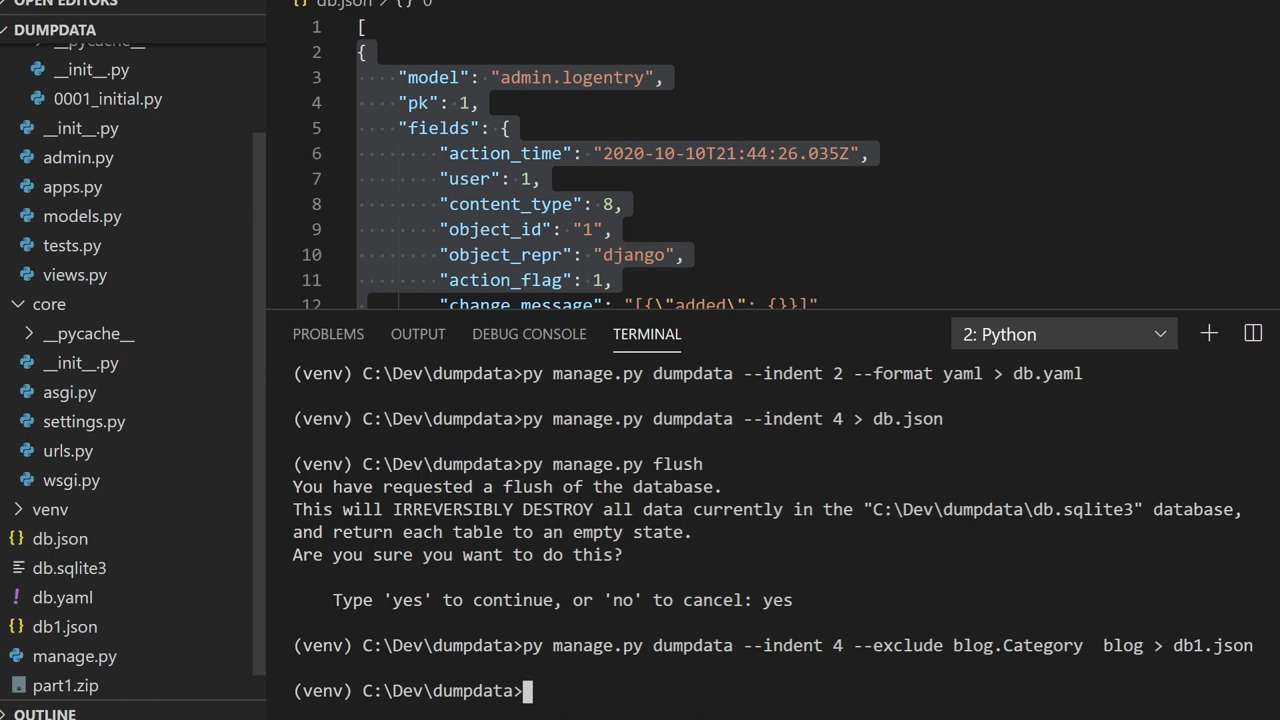 OPEN EDITORS
DUMPDATA
__pycache__
__init__.py
0001_initial.py
__init__.py
admin.py
apps.py
models.py
tests.py
views.py
core
__pycache__
__init__.py
asgi.py
settings.py
urls.py
wsgi.py
venv
{} db.json
db.sqlite3
! db.yaml
{} db1.json
manage.py
part1.zip
OUTLINE
{} db.json > {} 0
1 [
2 {
3 "model": "admin.logentry",
4 "pk": 1,
5 "fields": {
6 "action_time": "2020-10-10T21:44:26.035Z",
7 "user": 1,
8 "content_type": 8,
9 "object_id": "1",
10 "object_repr": "django",
11 "action_flag": 1,
12 "change_message": "[{\"added\": {}}]"
PROBLEMS OUTPUT DEBUG CONSOLE TERMINAL 2: Python
(venv) C:\Dev\dumpdata>py manage.py dumpdata --indent 2 --format yaml > db.yaml
(venv) C:\Dev\dumpdata>py manage.py dumpdata --indent 4 > db.json
(venv) C:\Dev\dumpdata>py manage.py flush
You have requested a flush of the database.
This will IRREVERSIBLY DESTROY all data currently in the "C:\Dev\dumpdata\db.sqlite3" database,
and return each table to an empty state.
Are you sure you want to do this?
Type 'yes' to continue, or 'no' to cancel: yes
(venv) C:\Dev\dumpdata>py manage.py dumpdata --indent 4 --exclude blog.Category  blog > db1.json
(venv) C:\Dev\dumpdata>